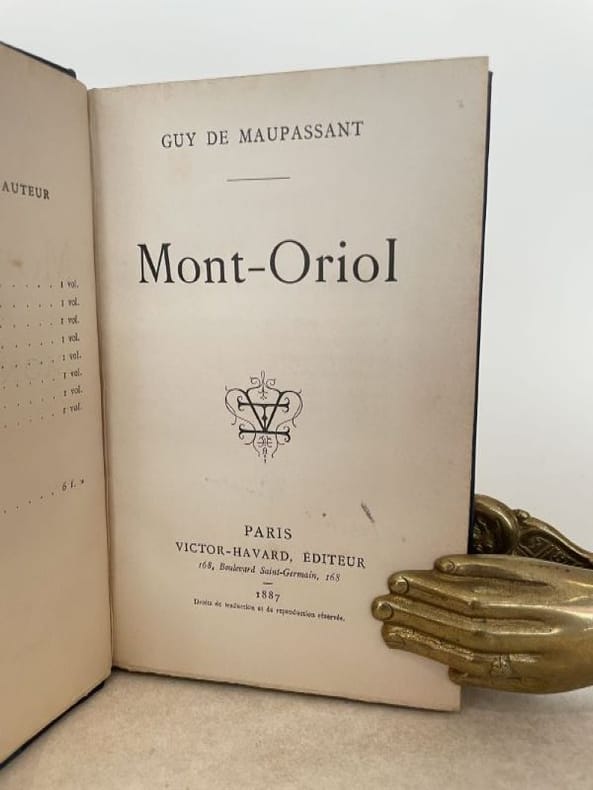 AUTEUR
. . . . . 1 vol.
. . . . . 1 vol.
. . . . . 1 vol.
. . . . . 1 vol.
. . . . . 1 vol.
. . . . . 1 vol.
. . . . . 1 vol.
. . . . . 1 vol.
. . . . . 6 f. »
GUY DE MAUPASSANT
Mont-Oriol
V
PARIS
VICTOR-HAVARD, ÉDITEUR
168, Boulevard Saint-Germain, 168
1887
Droits de traduction et de reproduction réservés.